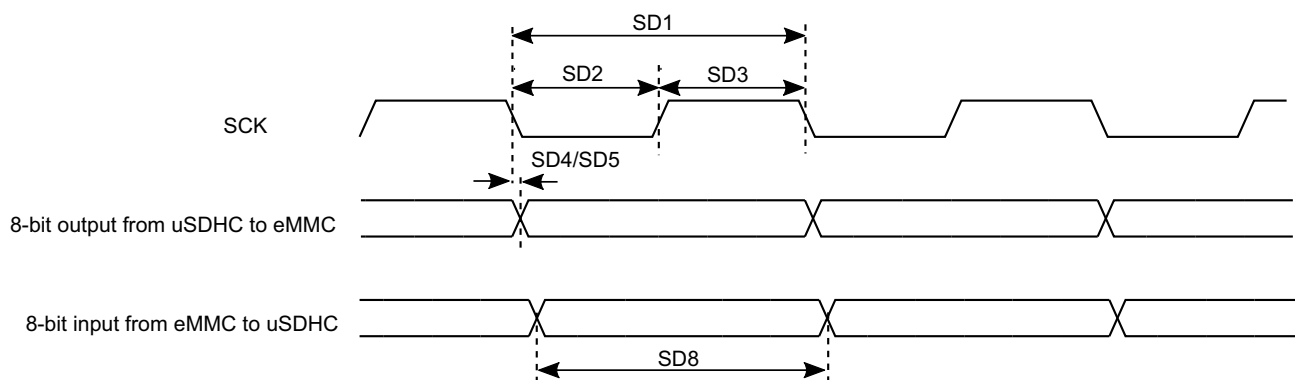 SD1
SD2
SD3
SCK
SD4/SD5
8-bit output from uSDHC to eMMC
8-bit input from eMMC to uSDHC
SD8